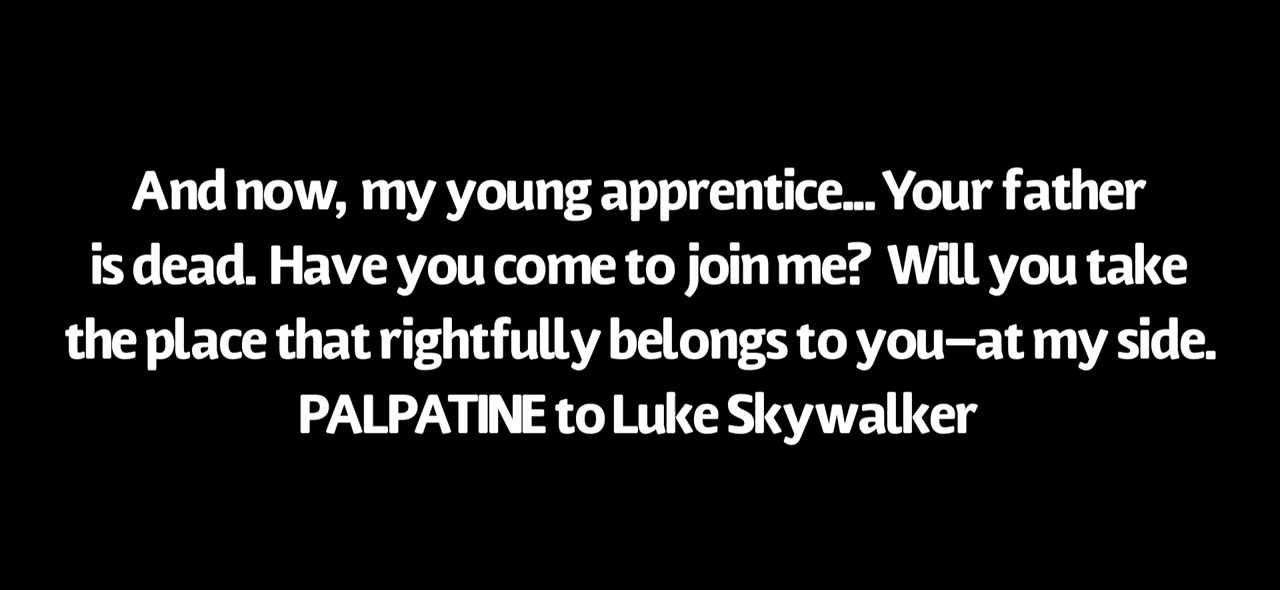 And now, my young apprentice... Your father
is dead. Have you come to join me? Will you take
the place that rightfully belongs to you—at my side.
PALPATINE to Luke Skywalker